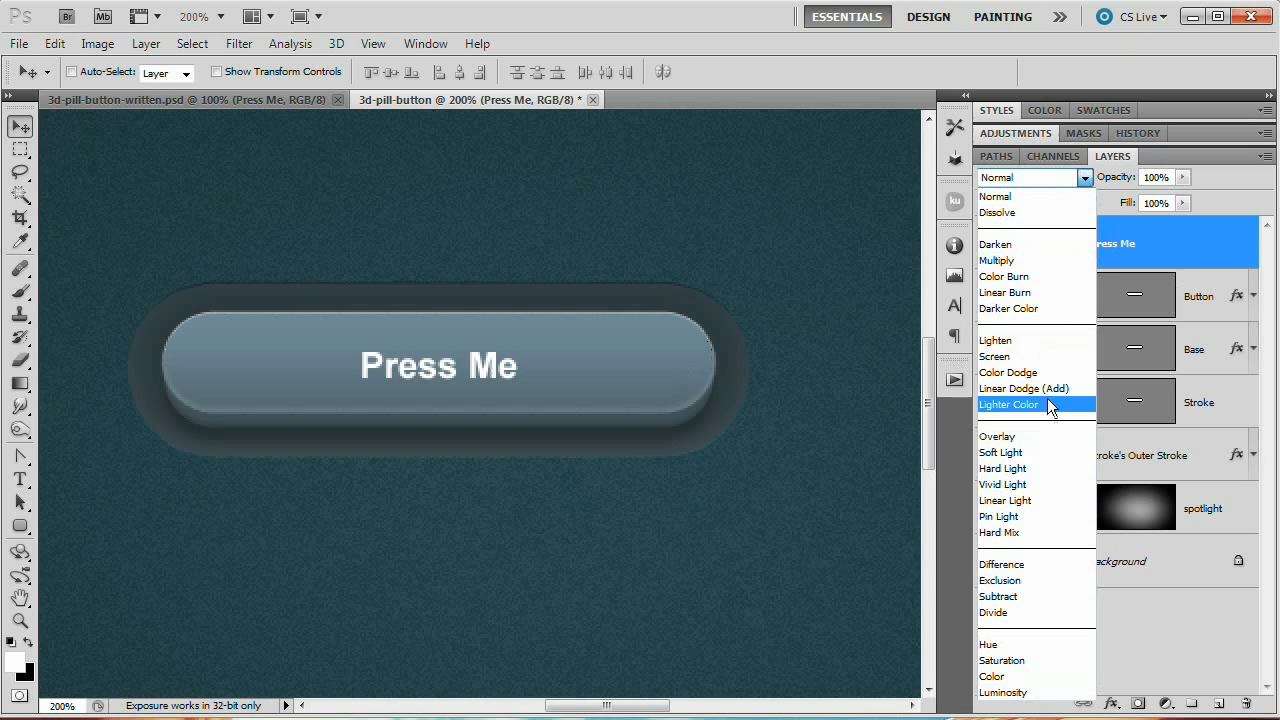 Ps Br Mb 200% ESSENTIALS DESIGN PAINTING CS Live
File Edit Image Layer Select Filter Analysis 3D View Window Help
Auto-Select: Layer Show Transform Controls
3d-pill-button-written.psd @ 100% (Press Me, RGB/8) 3d-pill-button @ 200% (Press Me, RGB/8) *
STYLES COLOR SWATCHES
ADJUSTMENTS MASKS HISTORY
PATHS CHANNELS LAYERS
Normal Opacity: 100%
Fill: 100%
ku
Normal
Dissolve
Darken
Multiply
Color Burn
Linear Burn
Darker Color
Lighten
Screen
Color Dodge
Linear Dodge (Add)
Lighter Color
Overlay
Soft Light
Hard Light
Vivid Light
Linear Light
Pin Light
Hard Mix
Difference
Exclusion
Subtract
Divide
Hue
Saturation
Color
Luminosity
ress Me
Button fx
Base fx
Stroke
roke's Outer Stroke fx
spotlight
ackground
Press Me
200% Exposure works in 32-bit only